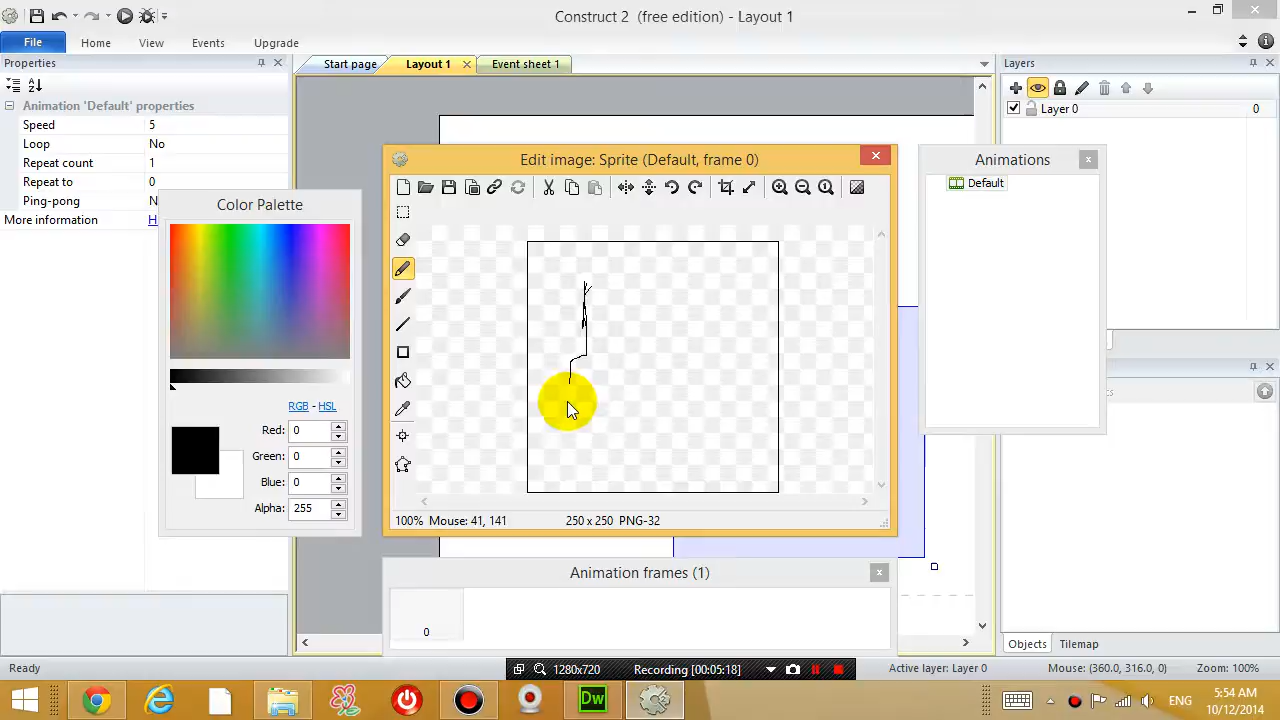 Construct 2 (free edition) - Layout 1
File Home View Events Upgrade
Properties
Start page Layout 1 Event sheet 1
Layers
Animation 'Default' properties
Speed 5
Loop No
Repeat count 1
Repeat to 0
Ping-pong N
More information H
Layer 0 0
Edit image: Sprite (Default, frame 0)
Animations
Default
Color Palette
RGB - HSL
Red: 0
Green: 0
Blue: 0
Alpha: 255
100% Mouse: 41, 141 250 x 250 PNG-32
Animation frames (1)
0
Objects Tilemap
Ready
1280x720 Recording [00:05:18]
Active layer: Layer 0 Mouse: (360.0, 316.0, 0) Zoom: 100%
Dw
ENG
5:54 AM
10/12/2014